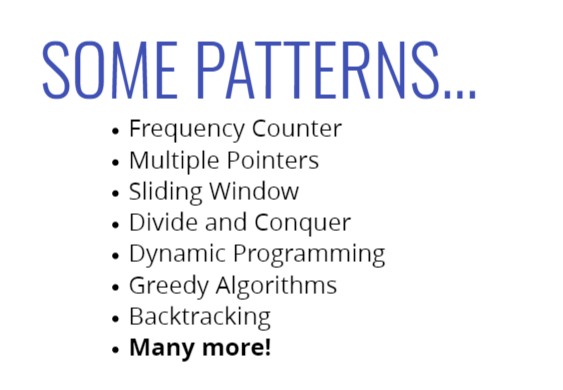 SOME PATTERNS...
• Frequency Counter
• Multiple Pointers
• Sliding Window
• Divide and Conquer
• Dynamic Programming
• Greedy Algorithms
• Backtracking
• Many more!